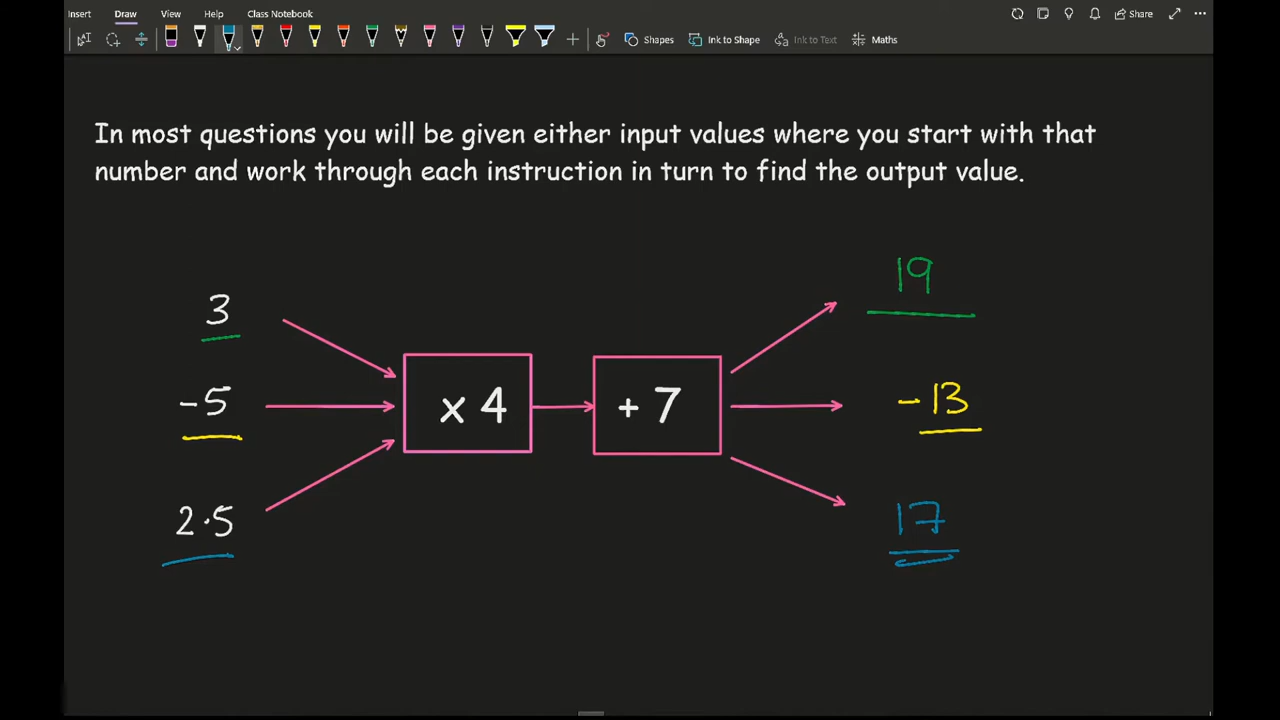 Insert Draw View Help Class Notebook Share
Shapes Ink to Shape Ink to Text Maths
In most questions you will be given either input values where you start with that
number and work through each instruction in turn to find the output value.
3 19
-5 x 4 + 7 -13
2·5 17